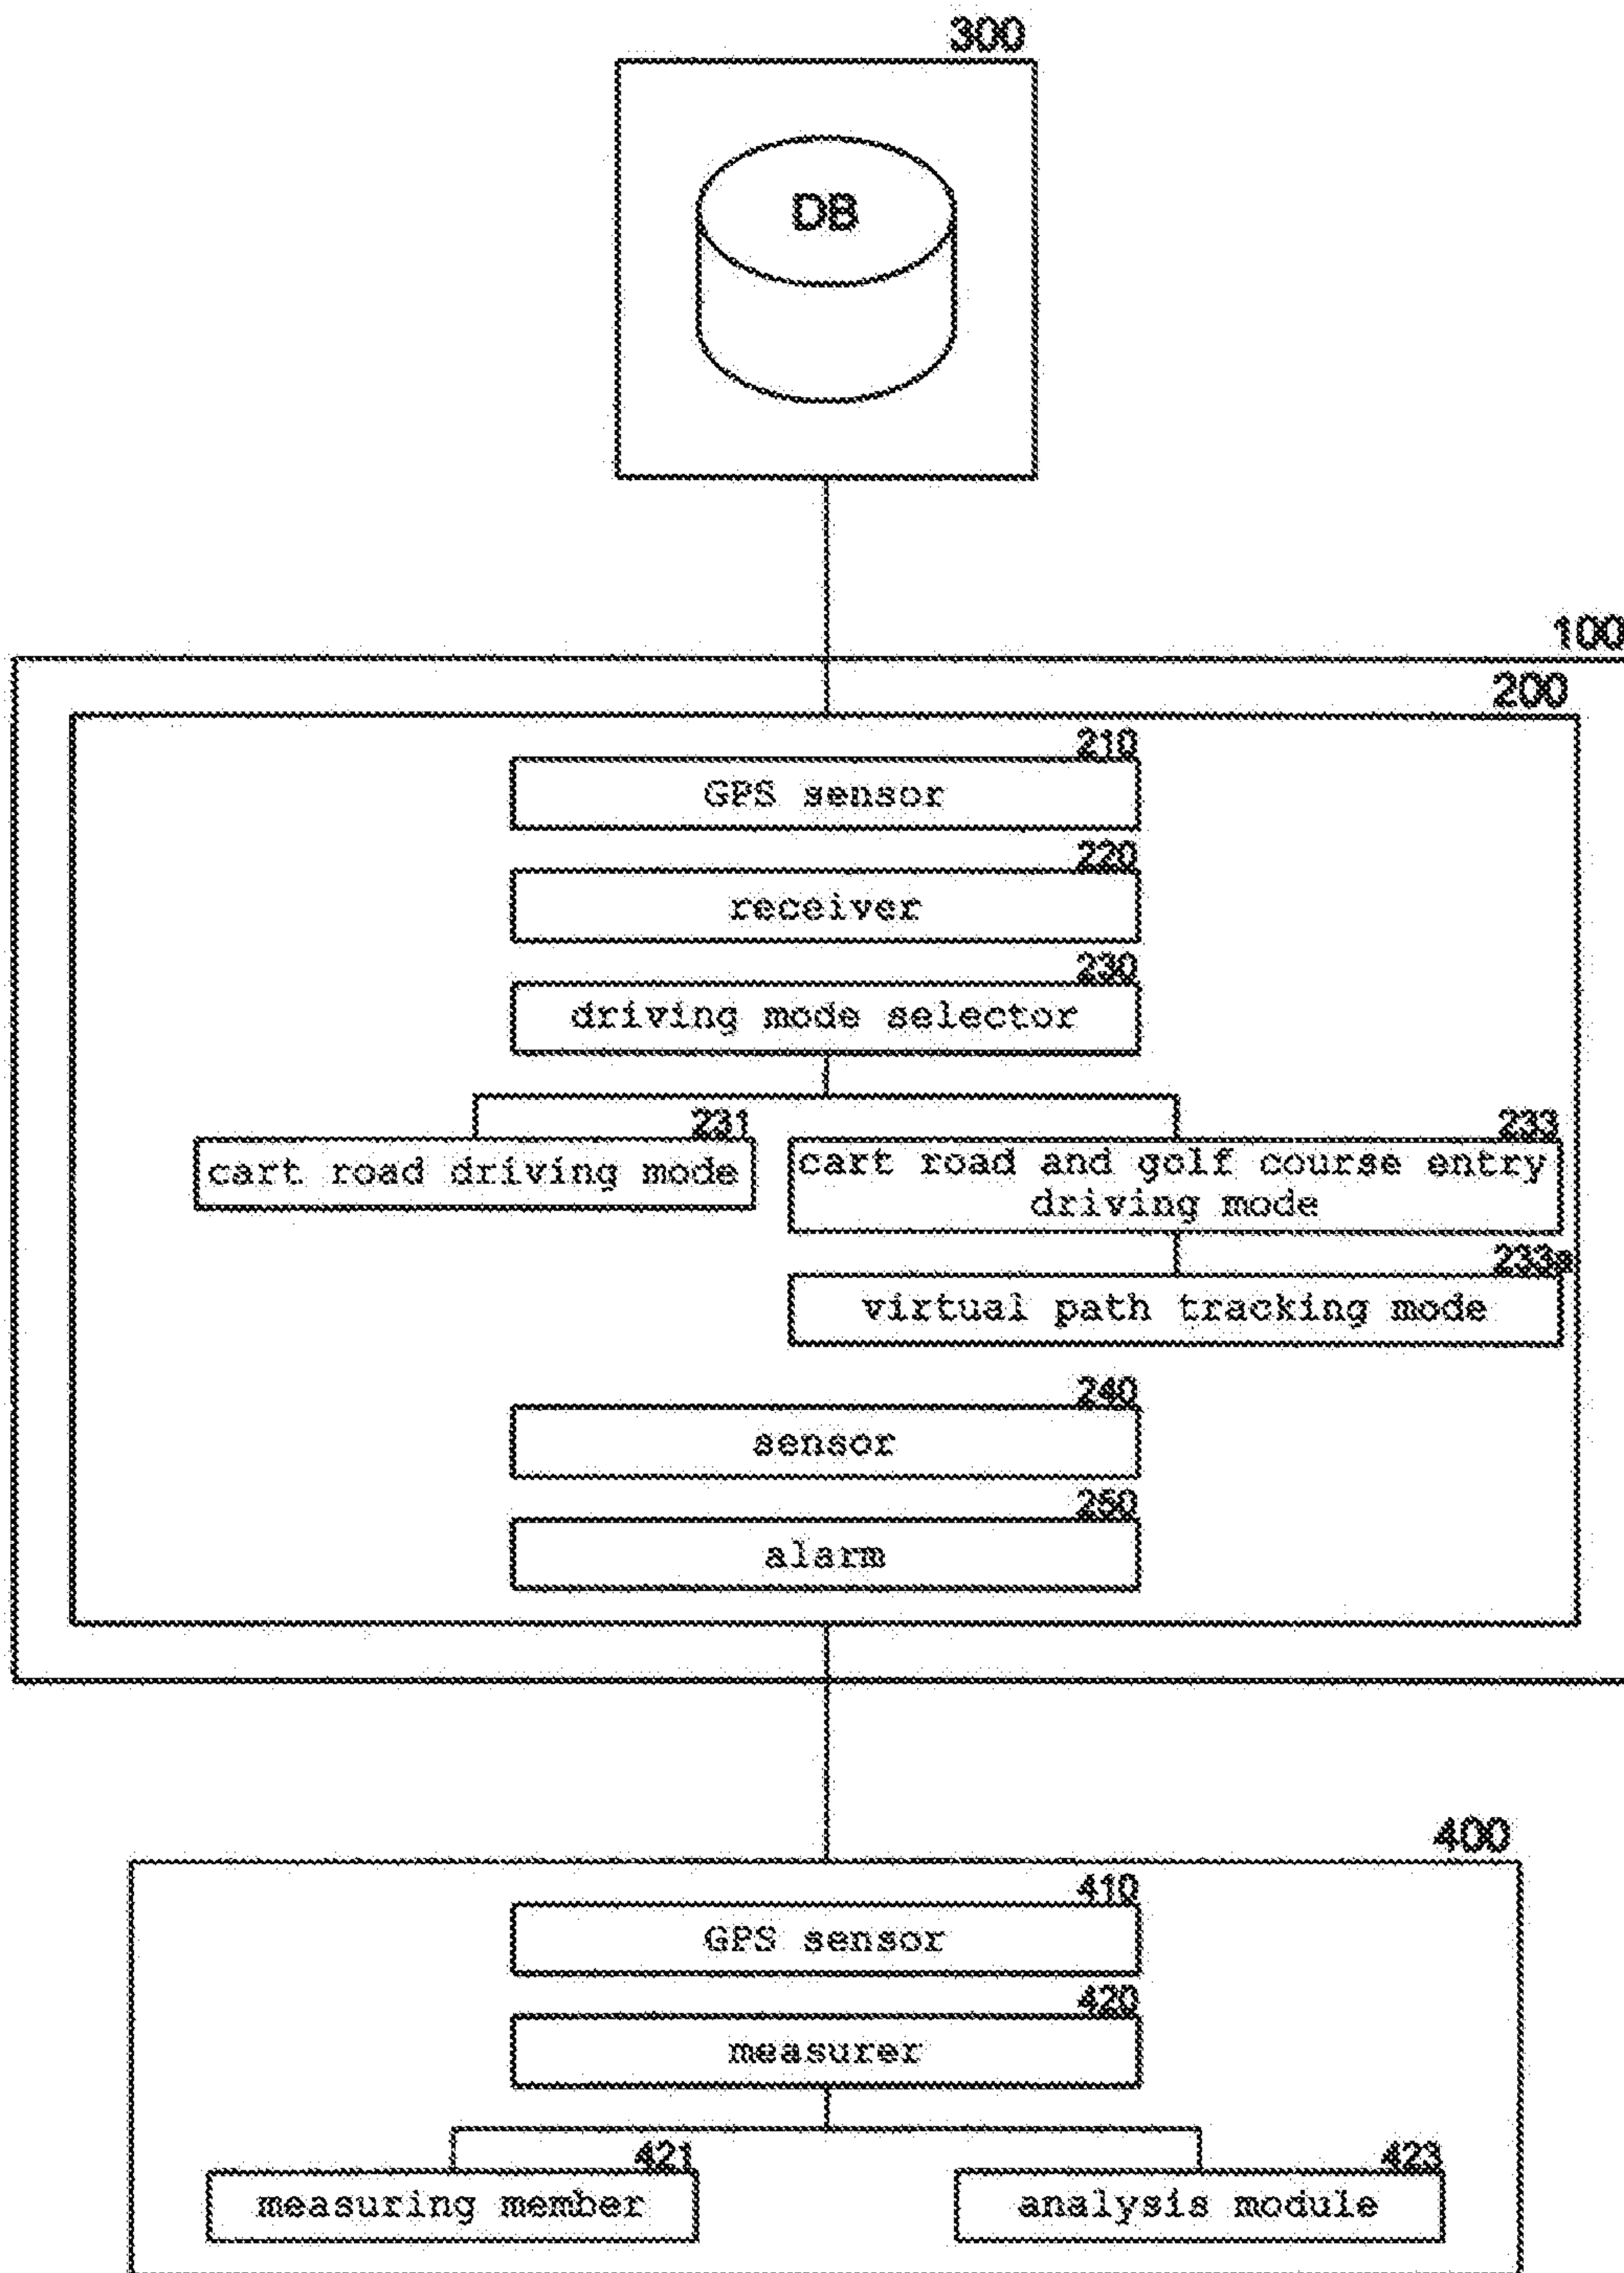 300
DB
100
200
210
GPS sensor
220
receiver
230
driving mode selector
231
cart road driving mode
233
cart road and golf course entry
driving mode
233a
virtual path tracking mode
240
sensor
250
alarm
400
410
GPS sensor
420
measurer
421
measuring member
423
analysis module